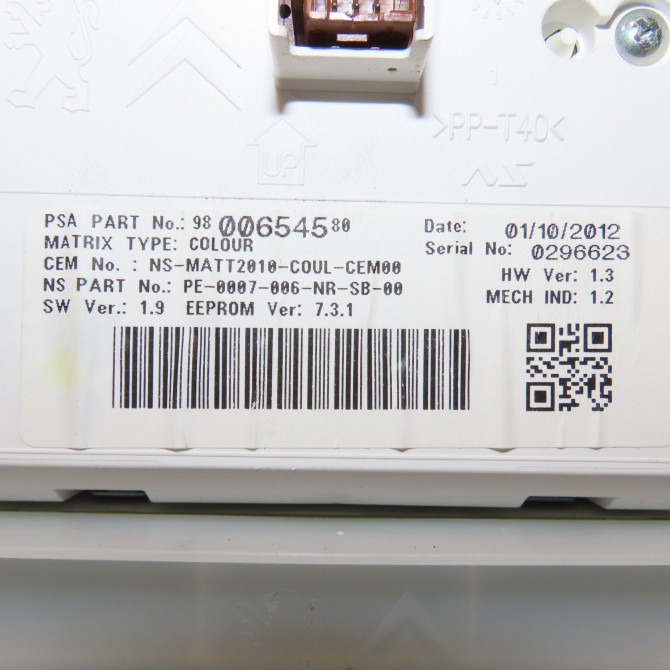 >PP-T40<
UP
PSA PART No.: 98 00654580
MATRIX TYPE: COLOUR
CEM No. : NS-MATT2010-COUL-CEM00
NS PART No.: PE-0007-006-NR-SB-00
SW Ver.: 1.9 EEPROM Ver: 7.3.1
Date: 01/10/2012
Serial No: 0296623
HW Ver: 1.3
MECH IND: 1.2